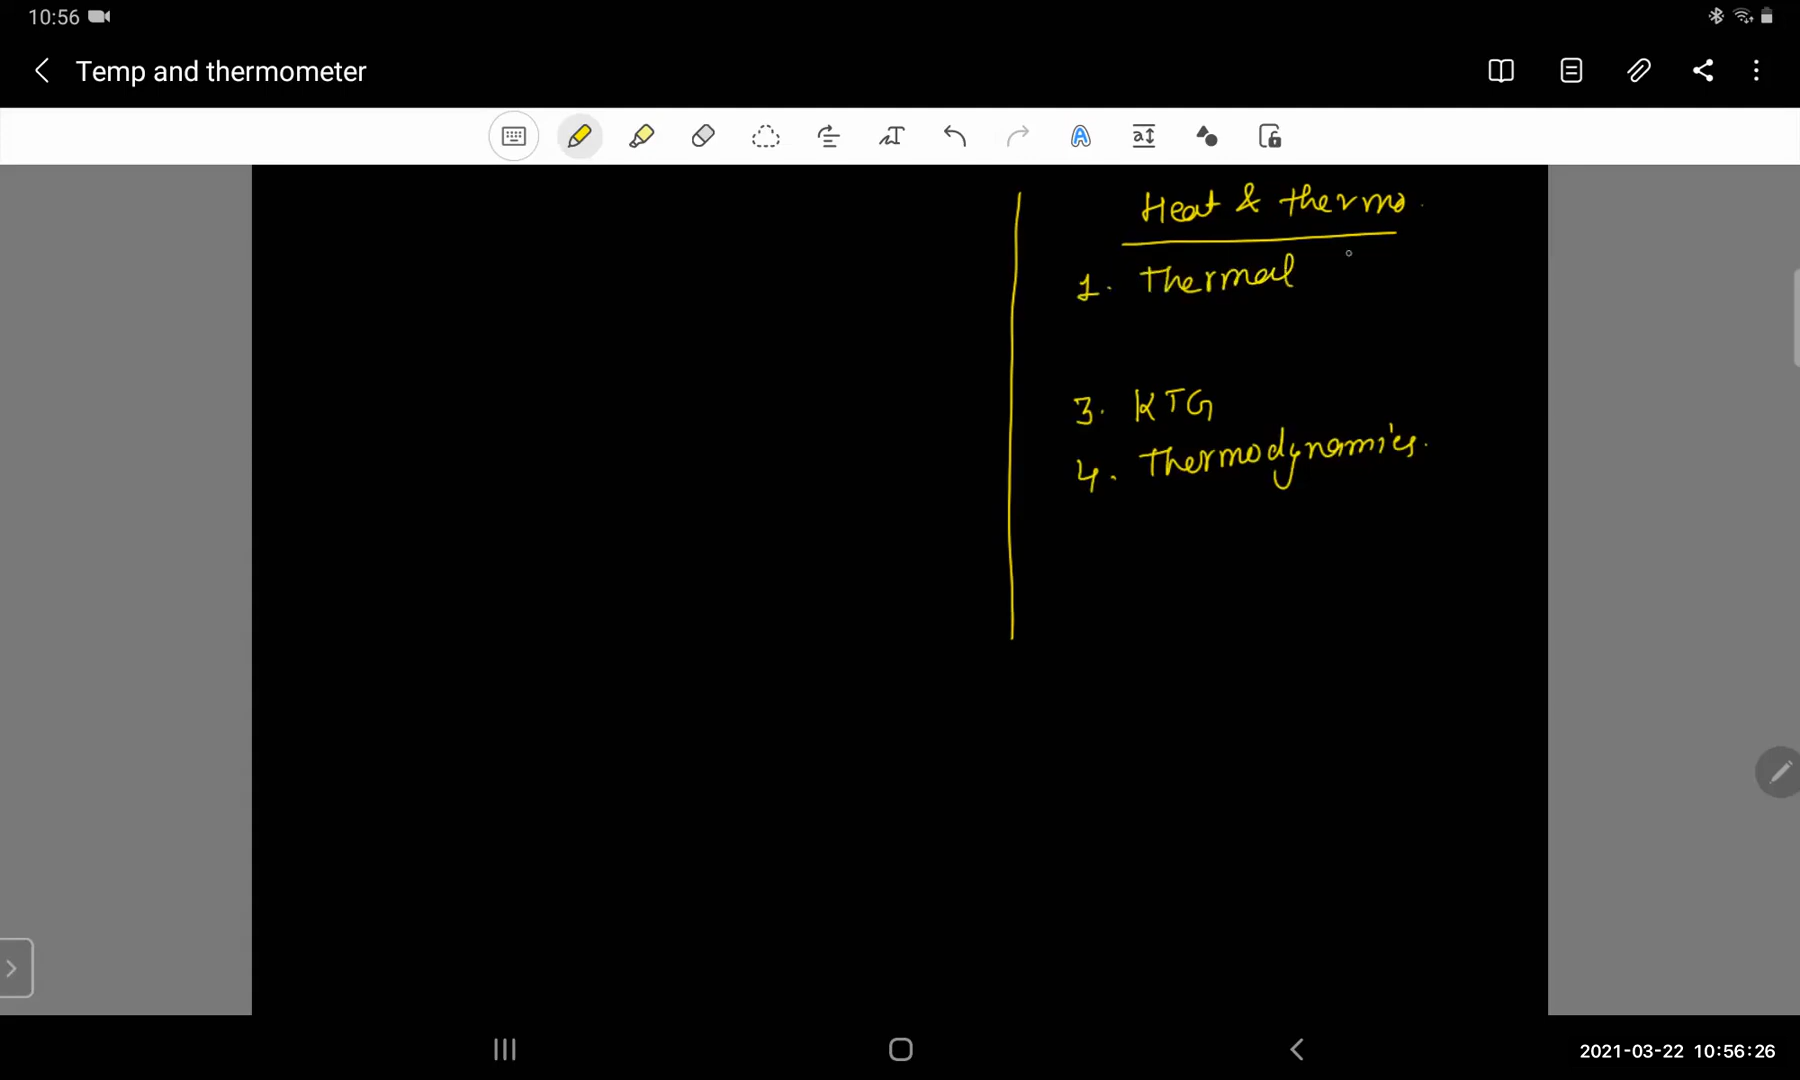 10:56
Temp and thermometer
Heat & thermo.
1. Thermal
3. KTG
4. Thermodynamics.
2021-03-22 10:56:26